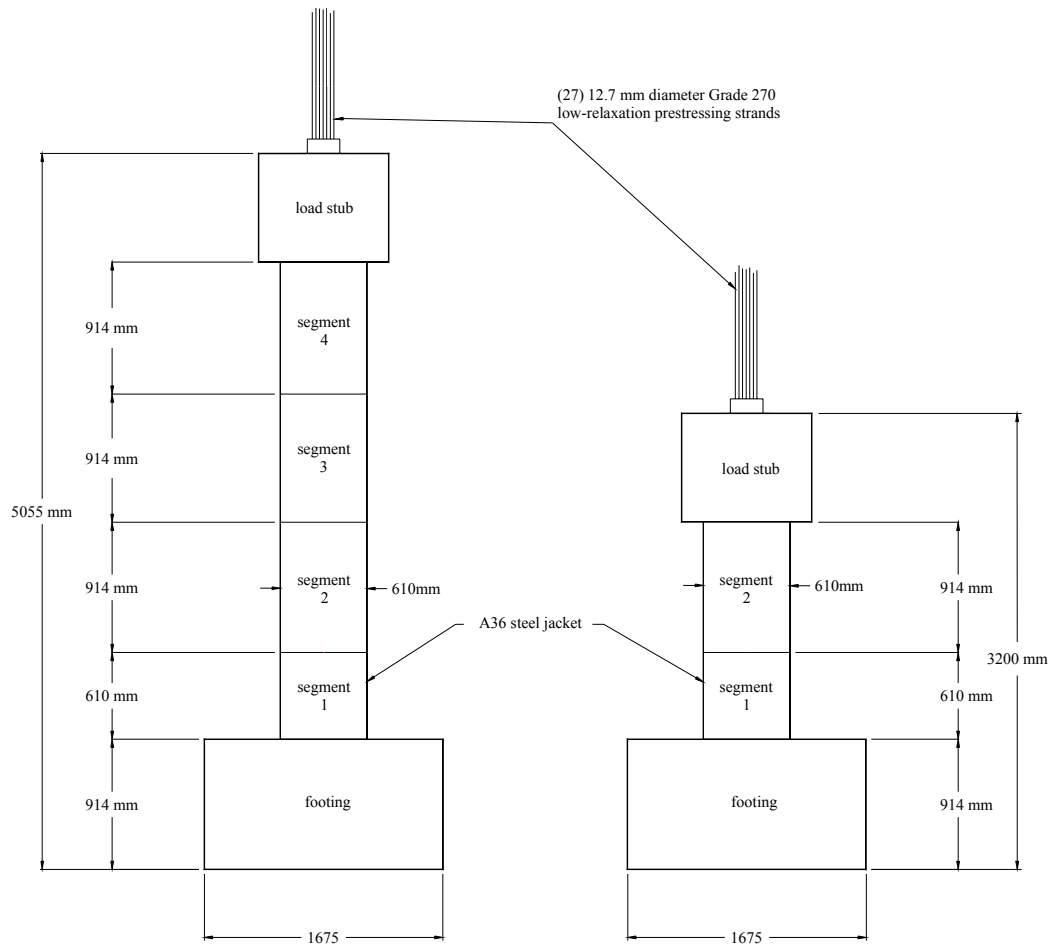 (27) 12.7 mm diameter Grade 270
low-relaxation prestressing strands
load stub
segment
4
914 mm
segment
3
914 mm
5055 mm
segment
2
914 mm
610mm
A36 steel jacket
segment
1
610 mm
footing
914 mm
1675
load stub
segment
2
610mm
914 mm
3200 mm
segment
1
610 mm
footing
914 mm
1675